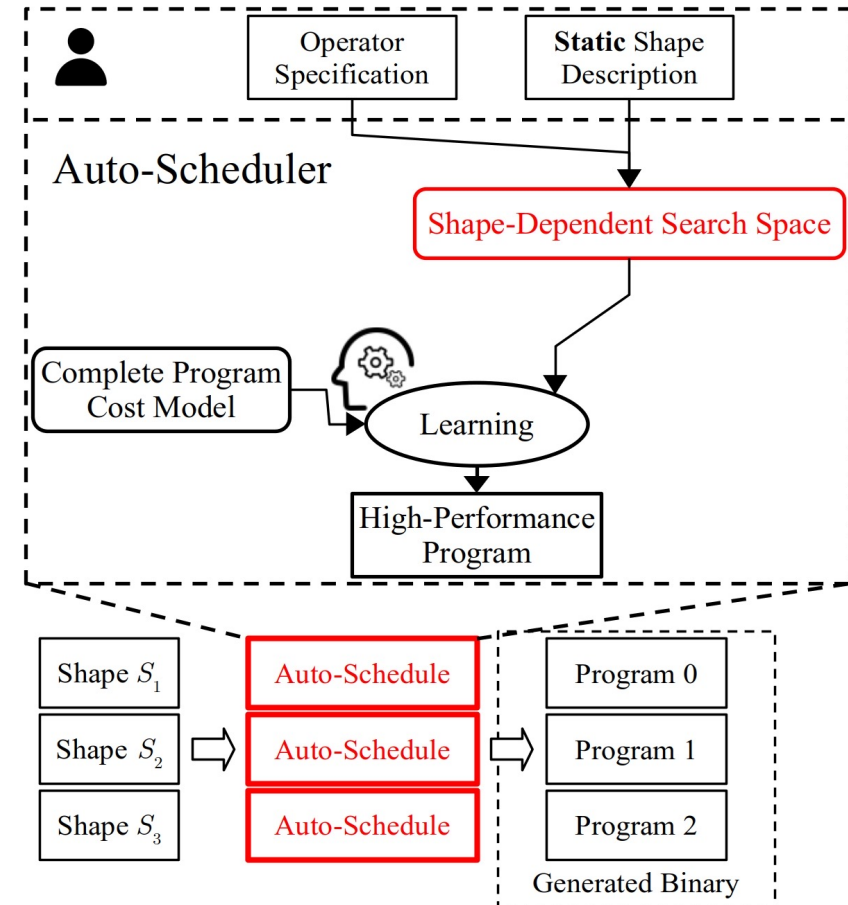 Operator
Specification
Static Shape
Description
Auto-Scheduler
Shape-Dependent Search Space
Complete Program
Cost Model
Learning
High-Performance
Program
Shape S₁
Auto-Schedule
Program 0
Shape S₂
Auto-Schedule
Program 1
Shape S₃
Auto-Schedule
Program 2
Generated Binary